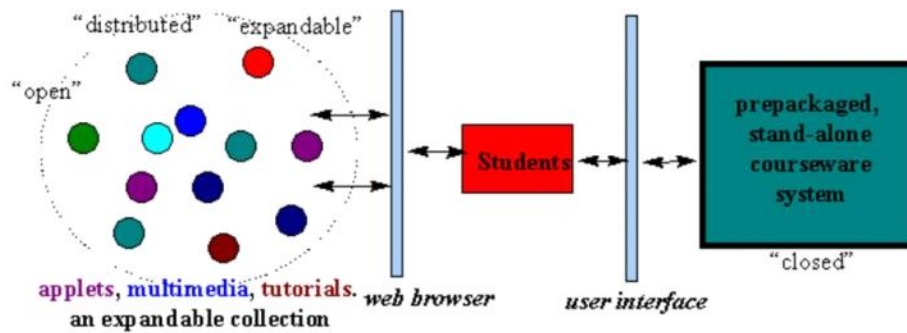 “distributed”
“expandable”
“open”
prepackaged,
stand-alone
courseware
system
Students
“closed”
applets, multimedia, tutorials.
an expandable collection
web browser
user interface